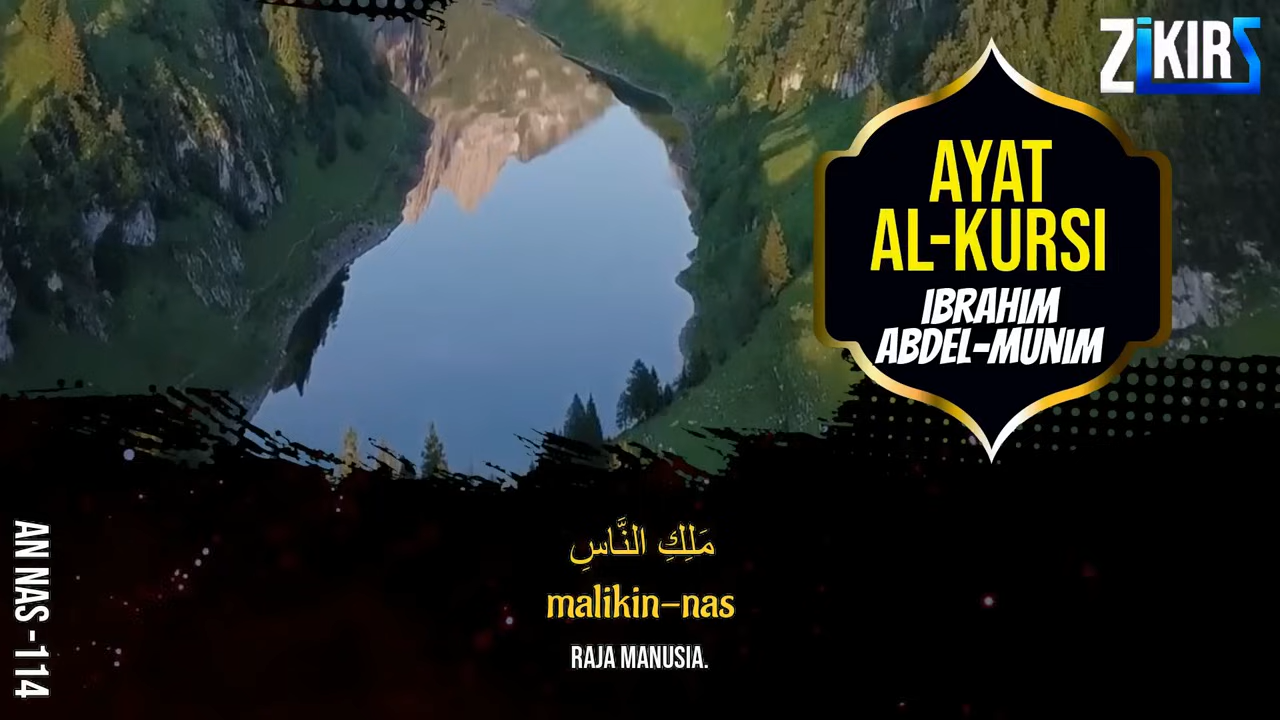 ZiKIRS
AYAT
AL-KURSI
IBRAHIM
ABDEL-MUNIM
مَلِكِ النَّاسِ
malikin-nas
RAJA MANUSIA.
AN NAS - 114